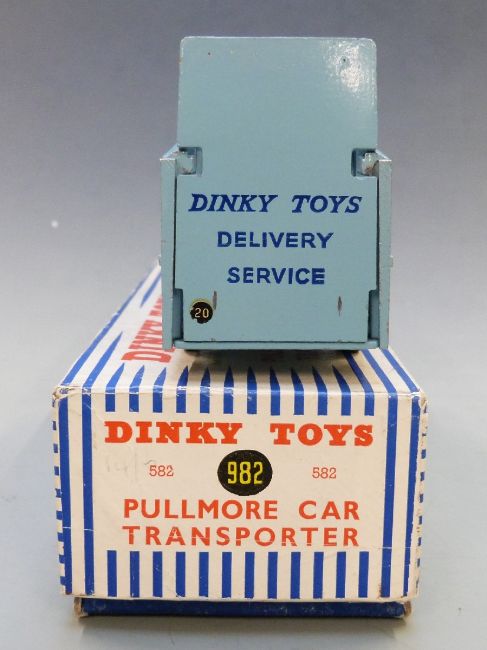 DINKY TOYS
DELIVERY
SERVICE
20
DINKY TOYS
582 982 582
PULLMORE CAR
TRANSPORTER